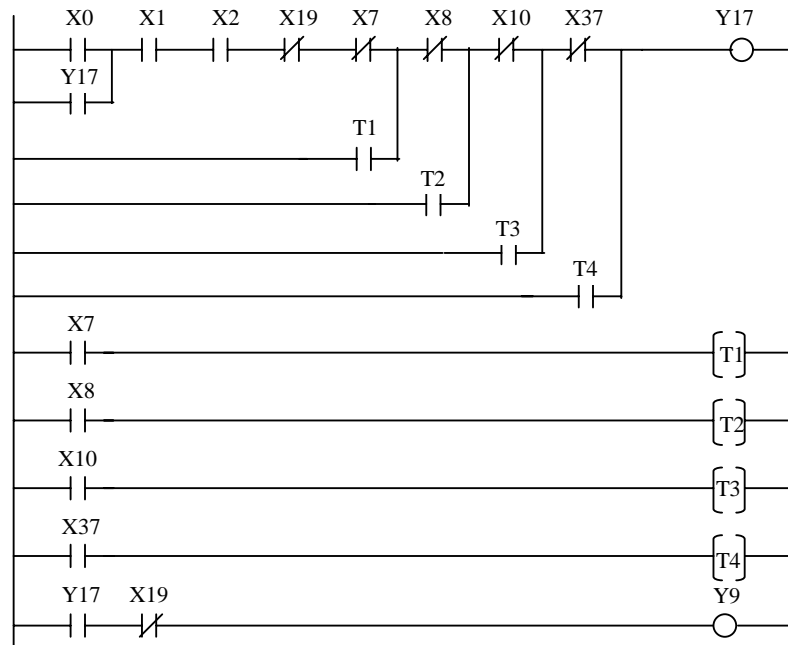 X0 X1 X2 X19 X7 X8 X10 X37 Y17
Y17
T1
T2
T3
T4
X7
T1
X8
T2
X10
T3
X37
T4
Y17 X19 Y9